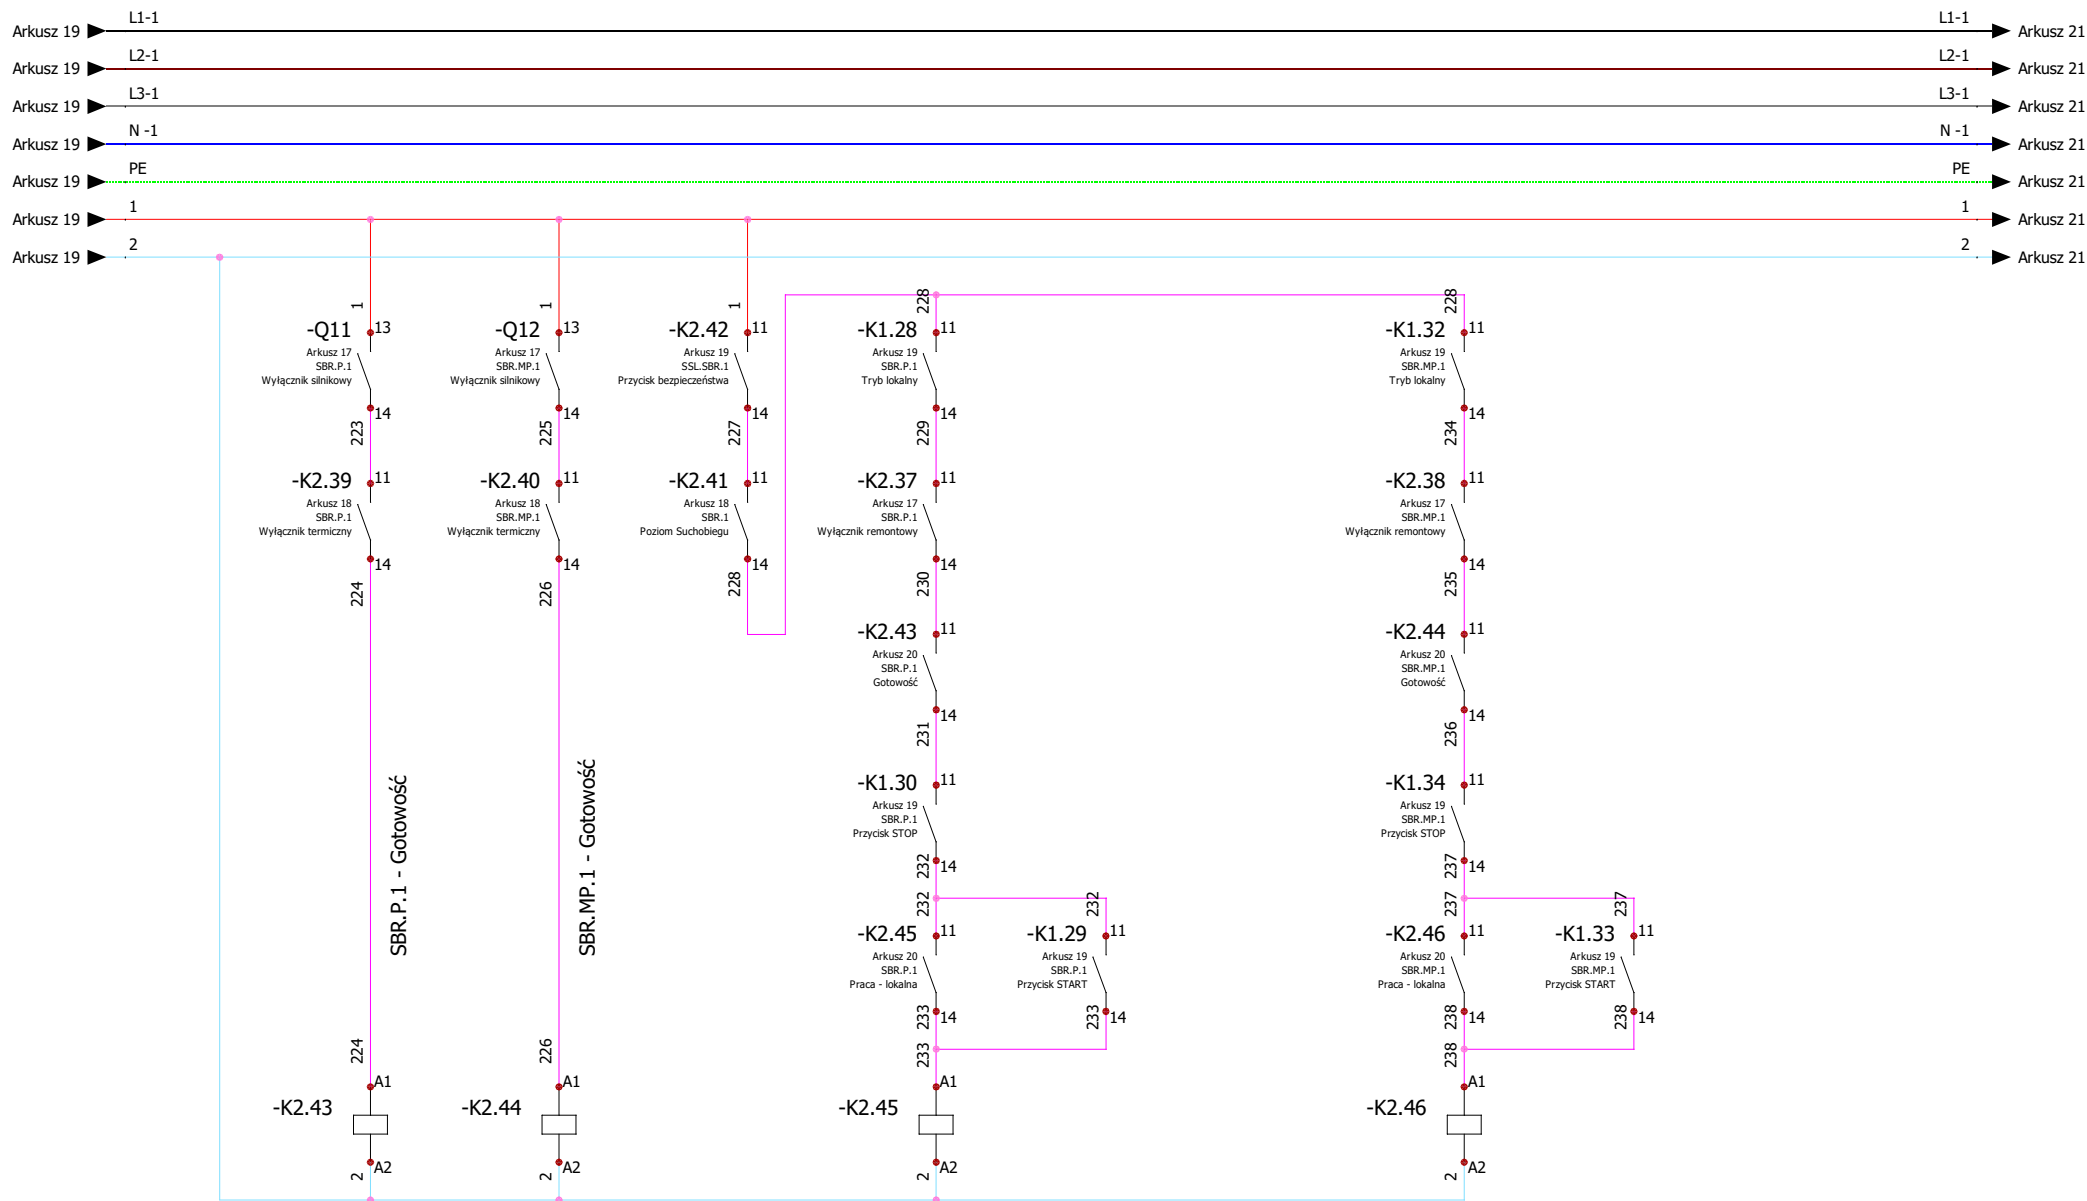 L1-1 L1-1
Arkusz 19 Arkusz 21
L2-1 L2-1
Arkusz 19 Arkusz 21
L3-1 L3-1
Arkusz 19 Arkusz 21
N -1 N -1
Arkusz 19 Arkusz 21
PE PE
Arkusz 19 Arkusz 21
1 1
Arkusz 19 Arkusz 21
2 2
Arkusz 19 Arkusz 21
1
-Q11 13
Arkusz 17
SBR.P.1
Wyłącznik silnikowy
14
223
-K2.39 11
Arkusz 18
SBR.P.1
Wyłącznik termiczny
14
224
SBR.P.1 - Gotowość
224
A1
-K2.43
A2
2
1
-Q12 13
Arkusz 17
SBR.MP.1
Wyłącznik silnikowy
14
225
-K2.40 11
Arkusz 18
SBR.MP.1
Wyłącznik termiczny
14
226
SBR.MP.1 - Gotowość
226
A1
-K2.44
A2
2
1
-K2.42 11
Arkusz 19
SSL.SBR.1
Przycisk bezpieczeństwa
14
227
-K2.41 11
Arkusz 18
SBR.1
Poziom Suchobiegu
14
228
228
-K1.28 11
Arkusz 19
SBR.P.1
Tryb lokalny
14
229
-K2.37 11
Arkusz 17
SBR.P.1
Wyłącznik remontowy
14
230
-K2.43 11
Arkusz 20
SBR.P.1
Gotowość
14
231
-K1.30 11
Arkusz 19
SBR.P.1
Przycisk STOP
14
232
232
-K2.45 11
Arkusz 20
SBR.P.1
Praca - lokalna
14
233
232
-K1.29 11
Arkusz 19
SBR.P.1
Przycisk START
14
233
233
A1
-K2.45
A2
2
228
-K1.32 11
Arkusz 19
SBR.MP.1
Tryb lokalny
14
234
-K2.38 11
Arkusz 17
SBR.MP.1
Wyłącznik remontowy
14
235
-K2.44 11
Arkusz 20
SBR.MP.1
Gotowość
14
236
-K1.34 11
Arkusz 19
SBR.MP.1
Przycisk STOP
14
237
237
-K2.46 11
Arkusz 20
SBR.MP.1
Praca - lokalna
14
238
237
-K1.33 11
Arkusz 19
SBR.MP.1
Przycisk START
14
238
238
A1
-K2.46
A2
2